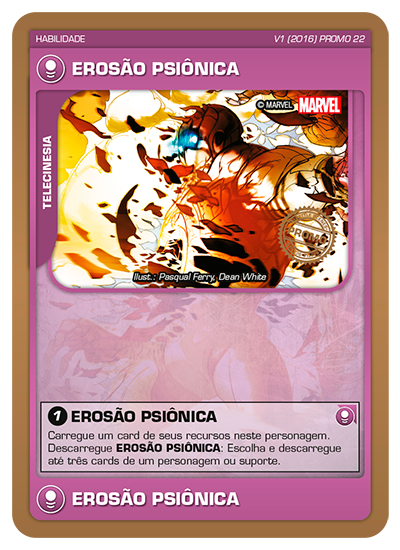 HABILIDADE
V1 (2016) PROMO 22
EROSÃO PSIÔNICA
TELECINESIA
© MARVEL MARVEL
PROMO
Ilust.: Pasqual Ferry, Dean White
1 EROSÃO PSIÔNICA
Carregue um card de seus recursos neste personagem.
Descarregue EROSÃO PSIÔNICA: Escolha e descarregue
até três cards de um personagem ou suporte.
EROSÃO PSIÔNICA